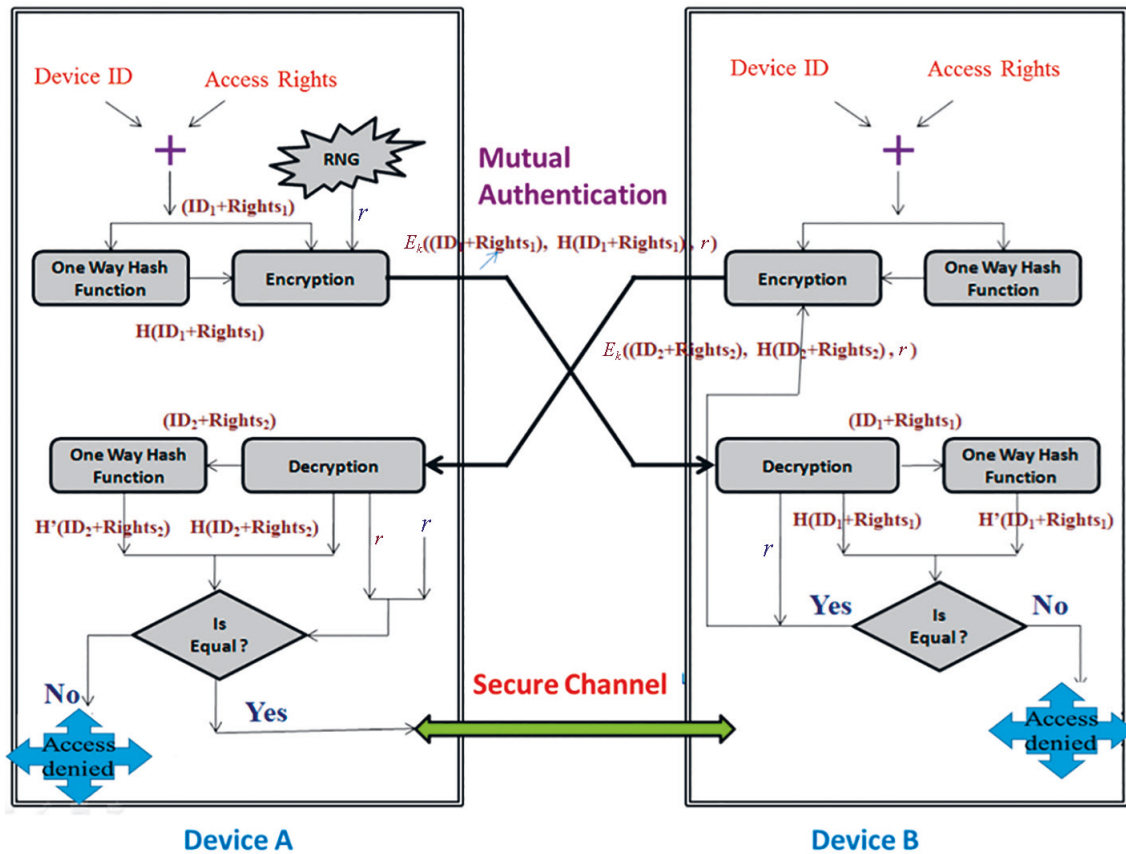 Device ID
Access Rights
RNG
(ID₁+Rights₁)
r
One Way Hash
Function
Encryption
H(ID₁+Rights₁)
Mutual
Authentication
E_k((ID₁+Rights₁), H(ID₁+Rights₁), r)
Device ID
Access Rights
Encryption
One Way Hash
Function
E_k((ID₂+Rights₂), H(ID₂+Rights₂), r)
(ID₂+Rights₂)
One Way Hash
Function
Decryption
H'(ID₂+Rights₂)
H(ID₂+Rights₂)
r
r
Is
Equal ?
No
Yes
Access
denied
(ID₁+Rights₁)
Decryption
One Way Hash
Function
H(ID₁+Rights₁)
H'(ID₁+Rights₁)
r
Yes
Is
Equal ?
No
Access
denied
Secure Channel
Device A
Device B